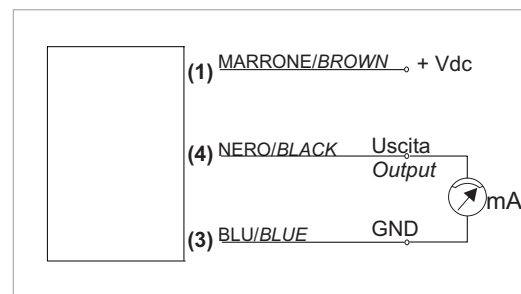 (1) MARRONE/BROWN + Vdc
(4) NERO/BLACK Uscita
Output
mA
(3) BLU/BLUE GND